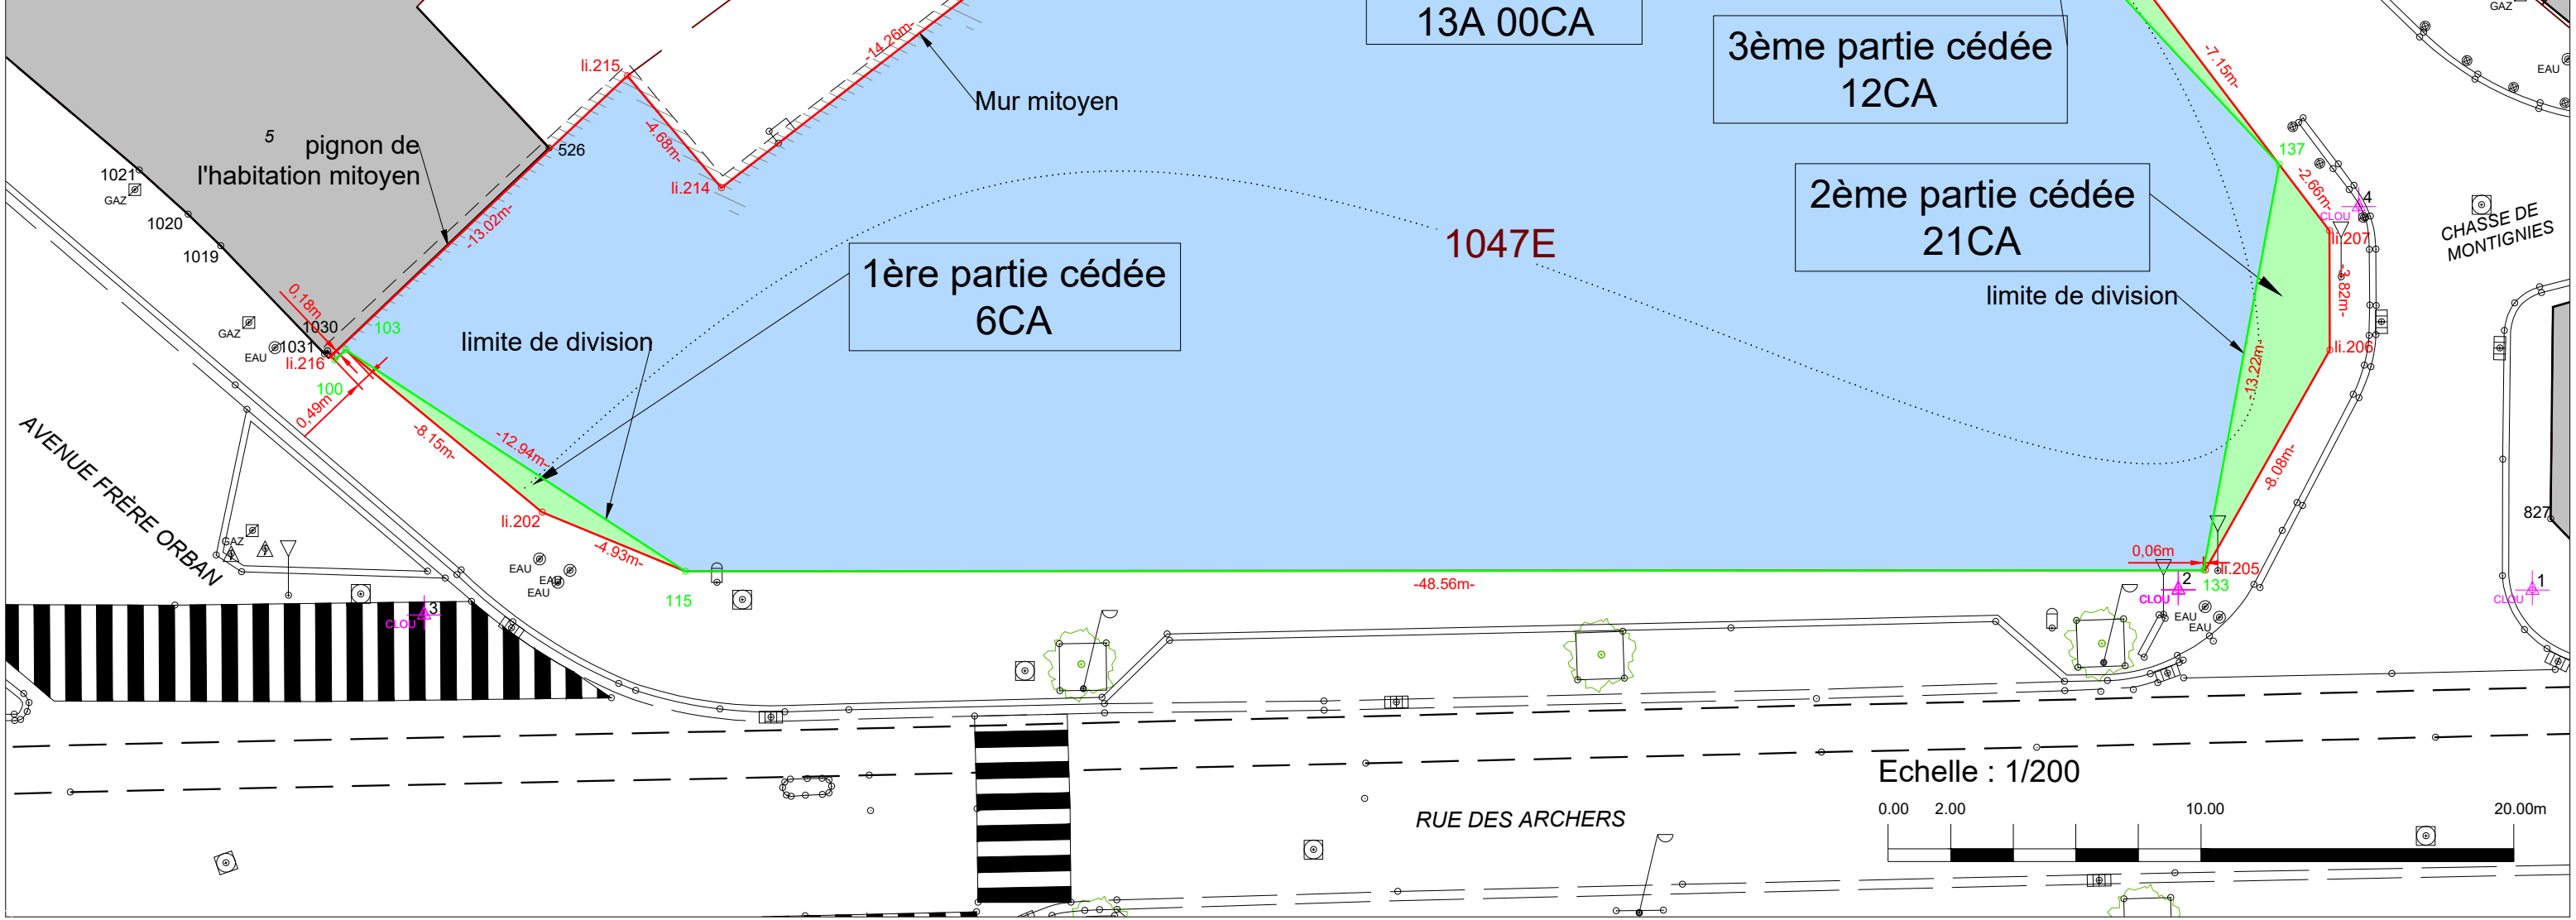 13A 00CA
3ème partie cédée
12CA
-7.15m-
GAZ
EAU
li.215
-14.26m-
Mur mitoyen
-4.68m-
li.214
5
pignon de
l'habitation mitoyen
526
1021
GAZ
1020
1019
-13.02m-
137
-2.66m-
2ème partie cédée
21CA
4
CLOU
li.207
CHASSE DE
MONTIGNIES
1047E
1ère partie cédée
6CA
limite de division
-3.82m-
li.206
0,18m
1030
103
GAZ
1031
EAU
li.216
100
limite de division
0,49m
-8.15m-
-12.94m-
-13.22m-
AVENUE FRÈRE ORBAN
li.202
-4.93m-
-8.08m-
827
GAZ
EAU
EAU
EAU
115
-48.56m-
0,06m
li.205
2
133
CLOU
1
CLOU
3
CLOU
EAU
EAU
Echelle : 1/200
0.00
2.00
10.00
20.00m
RUE DES ARCHERS